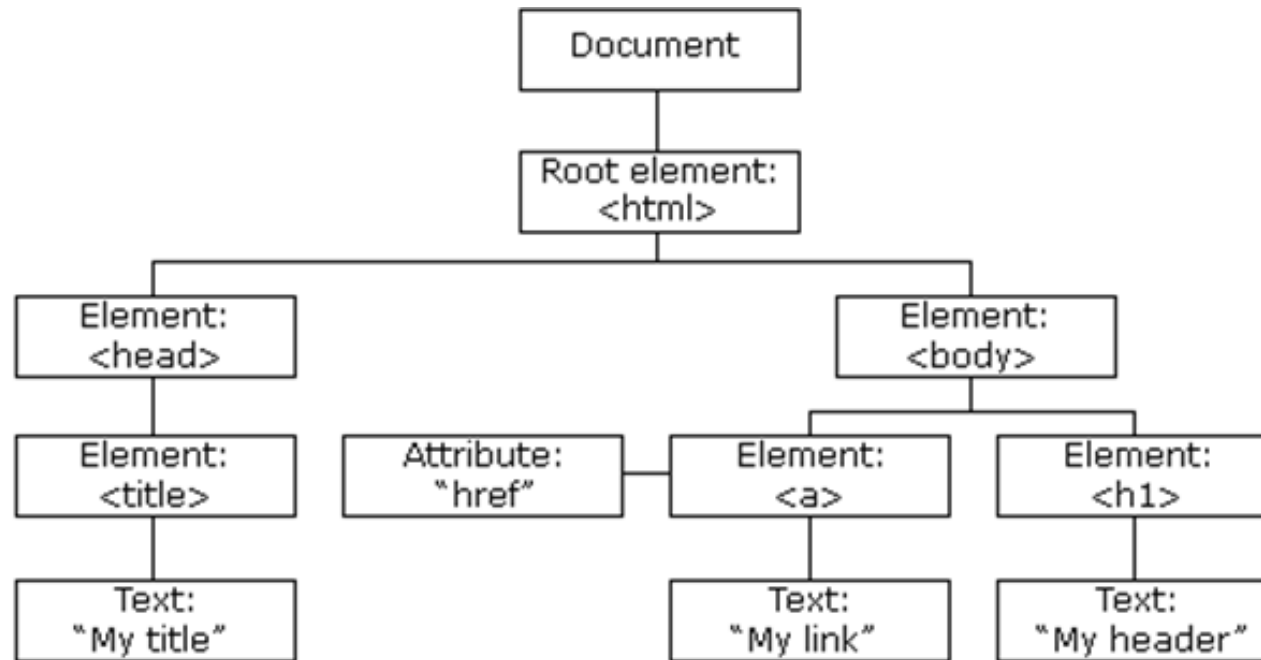 Document
Root element:
<html>
Element:
<head>
Element:
<body>
Element:
<title>
Attribute:
“href”
Element:
<a>
Element:
<h1>
Text:
“My title”
Text:
“My link”
Text:
“My header”